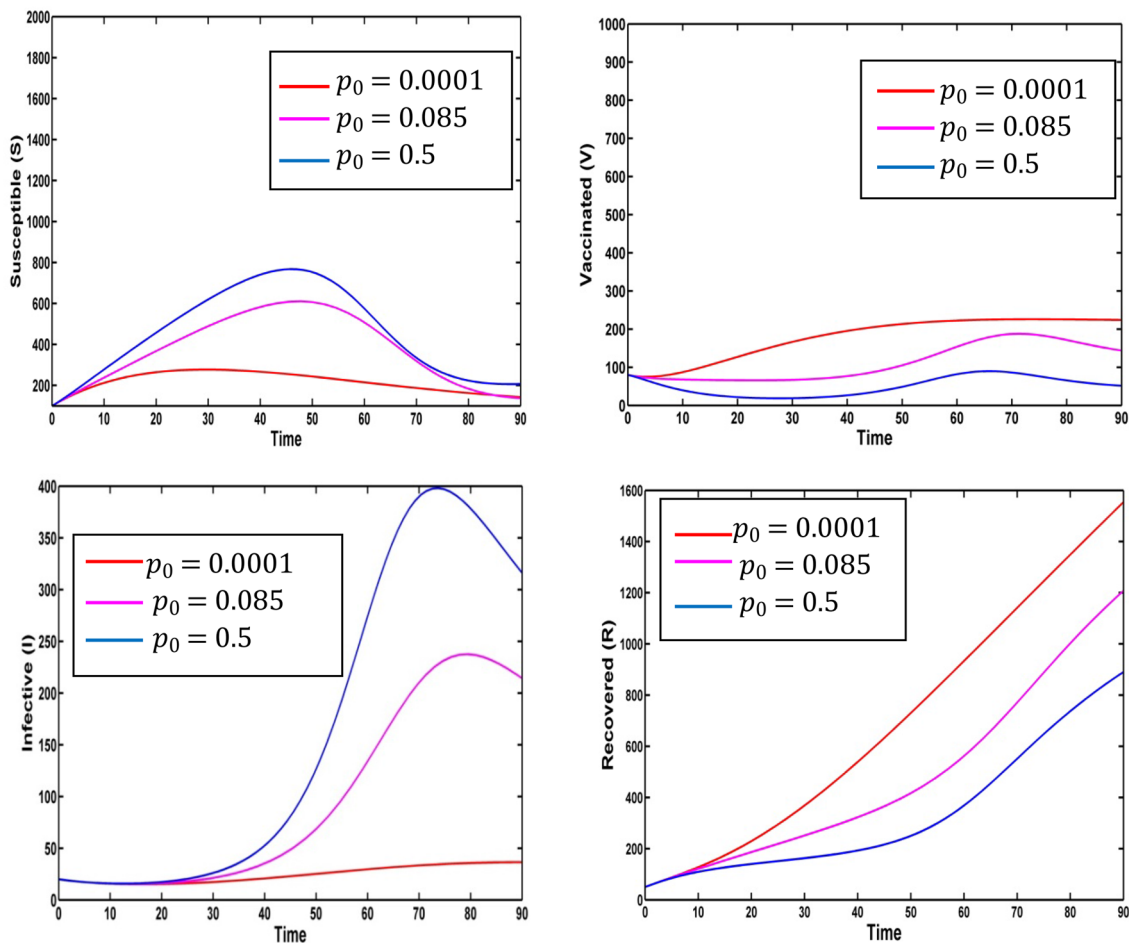 Susceptible (S)
2000
1800
1600
1400
1200
1000
800
600
400
200
p₀ = 0.0001
p₀ = 0.085
p₀ = 0.5
0 10 20 30 40 50 60 70 80 90
Time
Vaccinated (V)
1000
900
800
700
600
500
400
300
200
100
0
p₀ = 0.0001
p₀ = 0.085
p₀ = 0.5
0 10 20 30 40 50 60 70 80 90
Time
Infective (I)
400
350
300
250
200
150
100
50
0
p₀ = 0.0001
p₀ = 0.085
p₀ = 0.5
0 10 20 30 40 50 60 70 80 90
Time
Recovered (R)
1600
1400
1200
1000
800
600
400
200
0
p₀ = 0.0001
p₀ = 0.085
p₀ = 0.5
0 10 20 30 40 50 60 70 80 90
Time